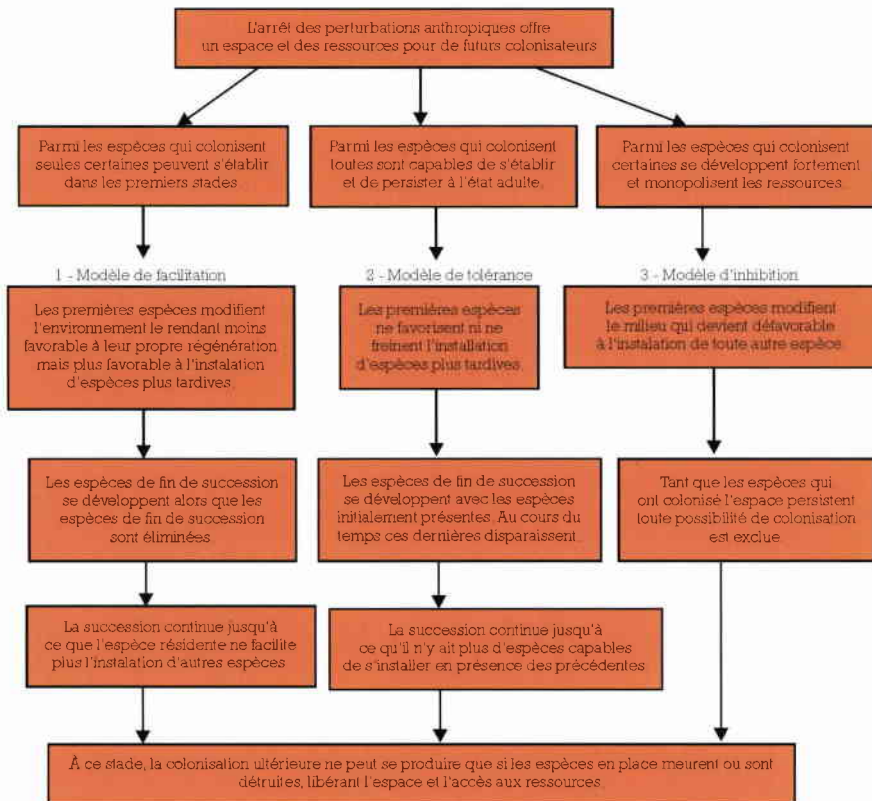 L'arrêt des perturbations anthropiques offre
un espace et des ressources pour de futurs colonisateurs
Parmi les espèces qui colonisent
seules certaines peuvent s'établir
dans les premiers stades.
Parmi les espèces qui colonisent
toutes sont capables de s'établir
et de persister à l'état adulte.
Parmi les espèces qui colonisent
certaines se développent fortement
et monopolisent les ressources.
1 - Modèle de facilitation
Les premières espèces modifient
l'environnement le rendant moins
favorable à leur propre régénération
mais plus favorable à l'instalation
d'espèces plus tardives.
2 - Modèle de tolérance
Les premières espèces
ne favorisent ni ne
freinent l'installation
d'espèces plus tardives.
3 - Modèle d'inhibition
Les premières espèces modifient
le milieu qui devient défavorable
à l'instalation de toute autre espèce.
Les espèces de fin de succession
se développent alors que les
espèces de fin de succession
sont éliminées.
Les espèces de fin de succession
se développent avec les espèces
initialement présentes. Au cours du
temps ces dernières disparaissent.
Tant que les espèces qui
ont colonisé l'espace persistent
toute possibilité de colonisation
est exclue.
La succession continue jusqu'à
ce que l'espèce résidente ne facilite
plus l'instalation d'autres espèces
La succession continue jusqu'à
ce qu'il n'y ait plus d'espèces capables
de s'installer en présence des précédentes
À ce stade, la colonisation ultérieure ne peut se produire que si les espèces en place meurent ou sont
détruites, libérant l'espace et l'accès aux ressources.